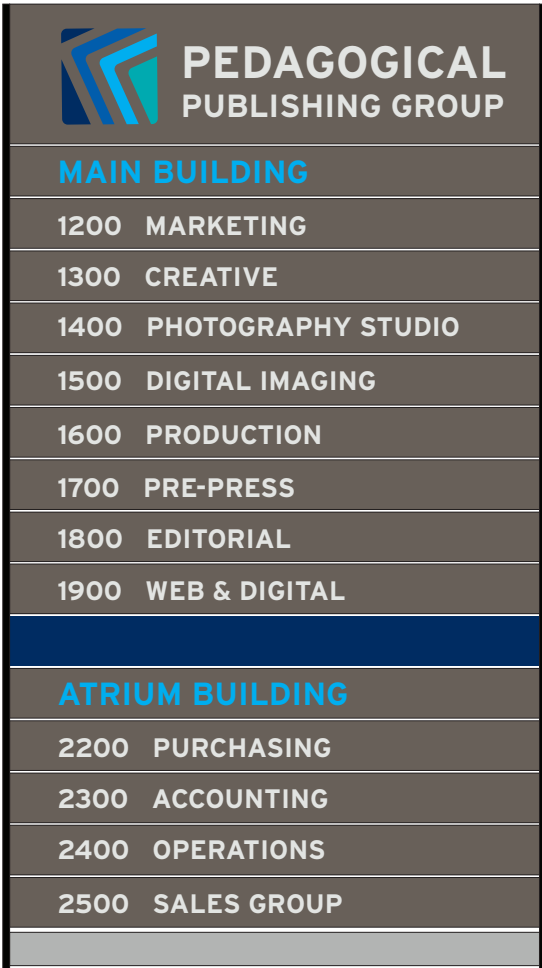 PEDAGOGICAL
PUBLISHING GROUP
MAIN BUILDING
1200 MARKETING
1300 CREATIVE
1400 PHOTOGRAPHY STUDIO
1500 DIGITAL IMAGING
1600 PRODUCTION
1700 PRE-PRESS
1800 EDITORIAL
1900 WEB & DIGITAL
ATRIUM BUILDING
2200 PURCHASING
2300 ACCOUNTING
2400 OPERATIONS
2500 SALES GROUP